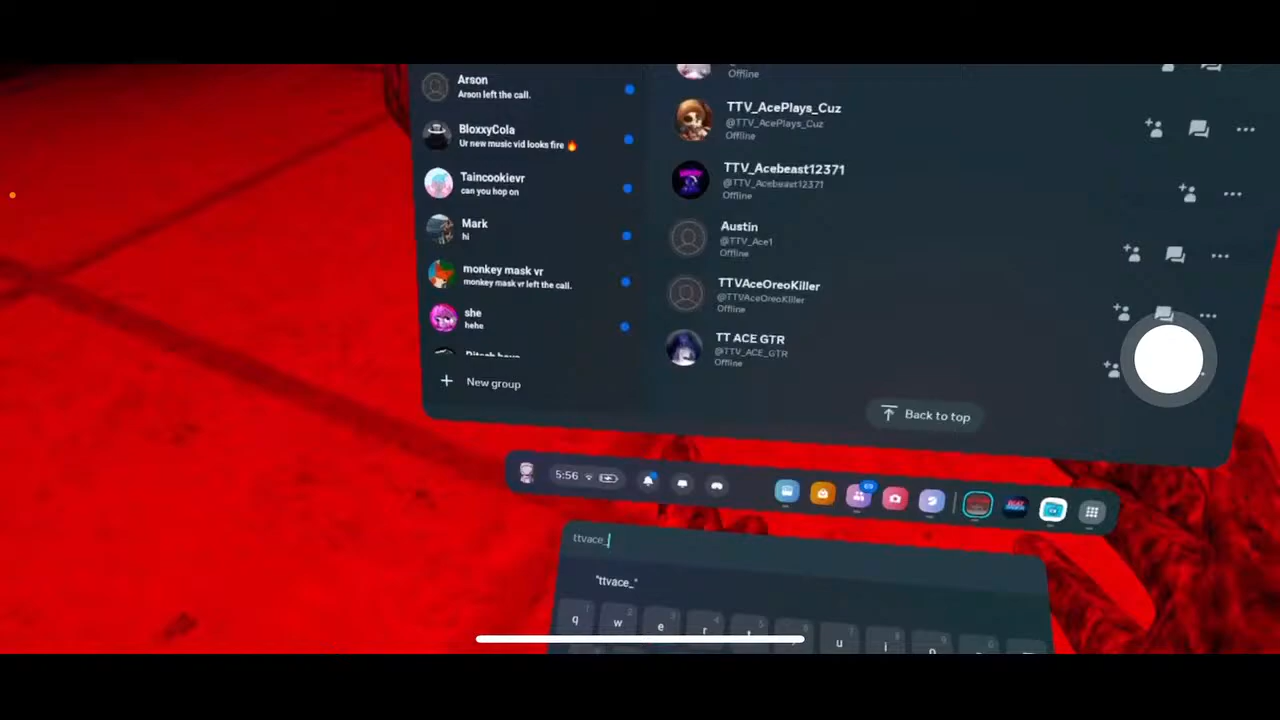 Arson
Arson left the call.
BloxxyCola
Ur new music vid looks fire 🔥
Taincookievr
can you hop on
Mark
hi
monkey mask vr
monkey mask vr left the call.
she
hehe
New group
Offline
TTV_AcePlays_Cuz
@TTV_AcePlays_Cuz
Offline
TTV_Acebeast12371
@TTV_Acebeast12371
Offline
Austin
@TTV_Ace1
Offline
TTVAceOreoKiller
@TTVAceOreoKiller
Offline
TT ACE GTR
@TTV_ACE_GTR
Offline
Back to top
5:56
69
ttvace_
"ttvace_"
q w e r t u i